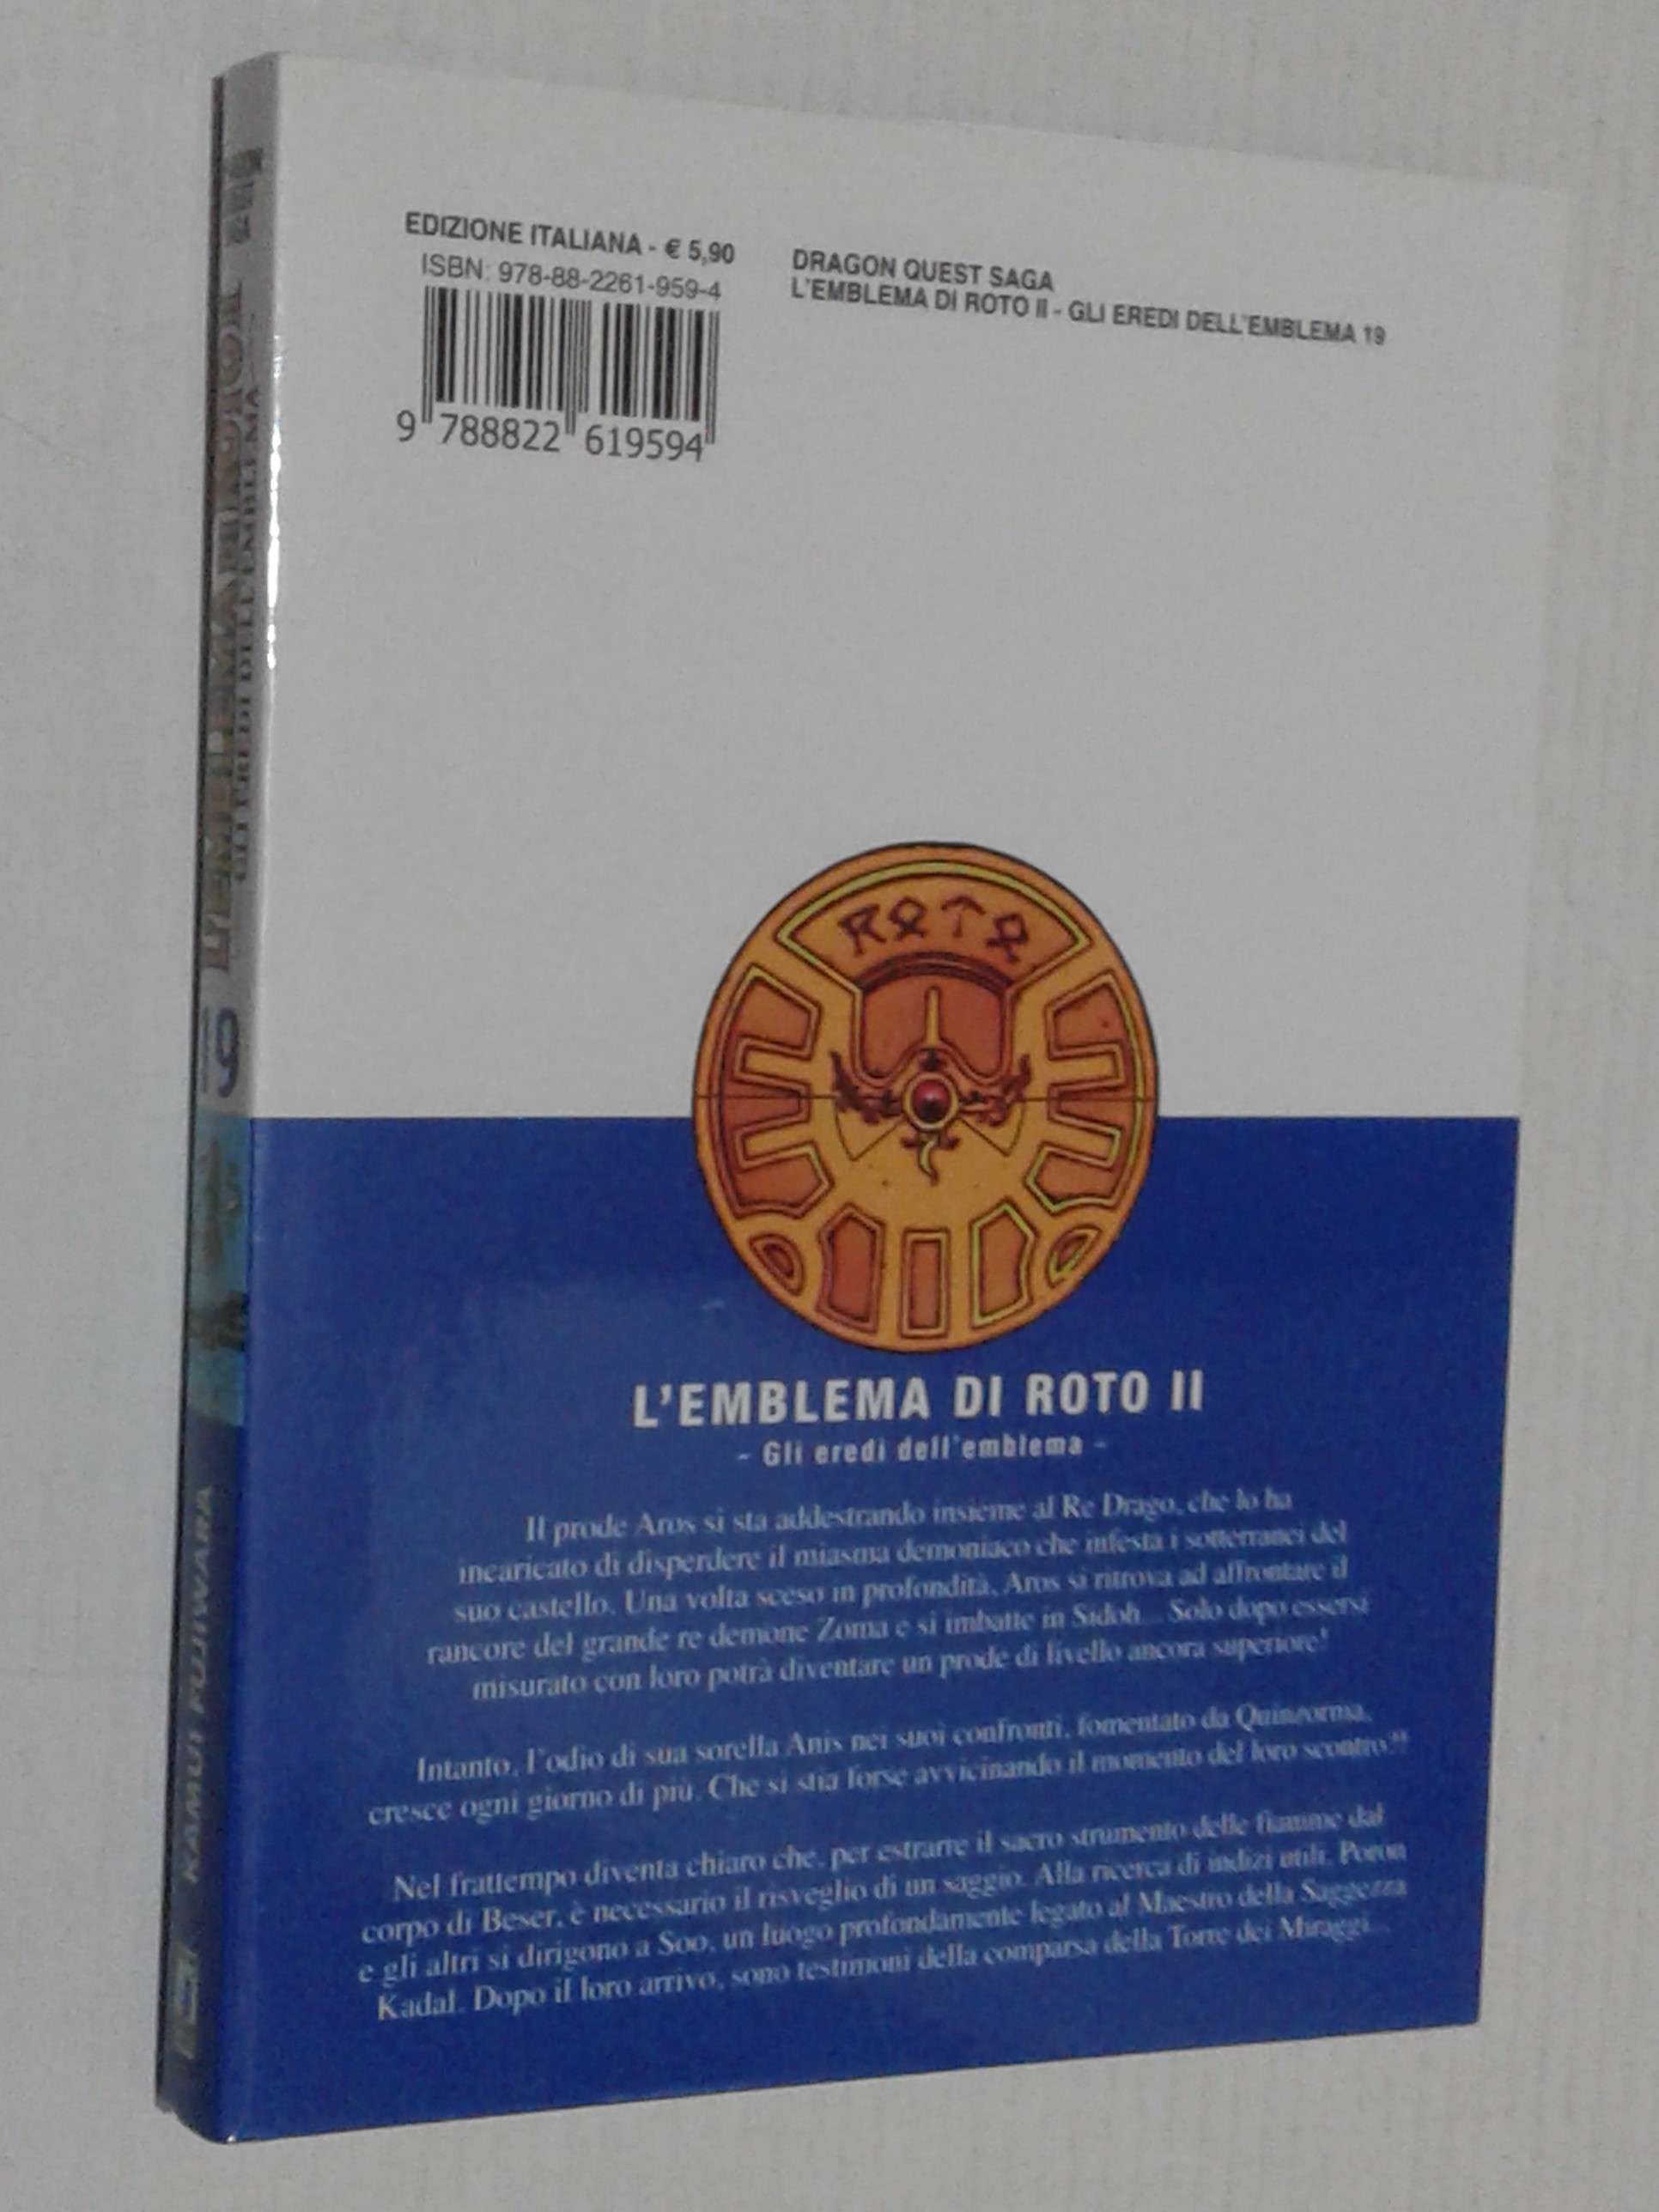 EDIZIONE ITALIANA - € 5,90
ISBN: 978-88-2261-959-4
9 788822 619594
DRAGON QUEST SAGA
L'EMBLEMA DI ROTO II - GLI EREDI DELL'EMBLEMA 19
L'EMBLEMA DI ROTO II
GLI EREDI DELL'EMBLEMA
19
KAMUI FUJIWARA
ROTO
L'EMBLEMA DI ROTO II
- Gli eredi dell'emblema -
Il prode Aros si sta addestrando insieme al Re Drago, che lo ha
incaricato di disperdere il miasma demoniaco che infesta i sotterranei del
suo castello. Una volta sceso in profondità, Aros si ritrova ad affrontare il
rancore del grande re demone Zoma e si imbatte in Sidoh... Solo dopo essersi
misurato con loro potrà diventare un prode di livello ancora superiore!
Intanto, l'odio di sua sorella Anis nei suoi confronti, fomentato da Quinzorma,
cresce ogni giorno di più. Che si stia forse avvicinando il momento del loro scontro?!
Nel frattempo diventa chiaro che, per estrarre il sacro strumento delle fiamme dal
corpo di Beser, è necessario il risveglio di un saggio. Alla ricerca di indizi utili, Poron
e gli altri si dirigono a Soo, un luogo profondamente legato al Maestro della Saggezza
Kadal. Dopo il loro arrivo, sono testimoni della comparsa della Torre dei Miraggi...